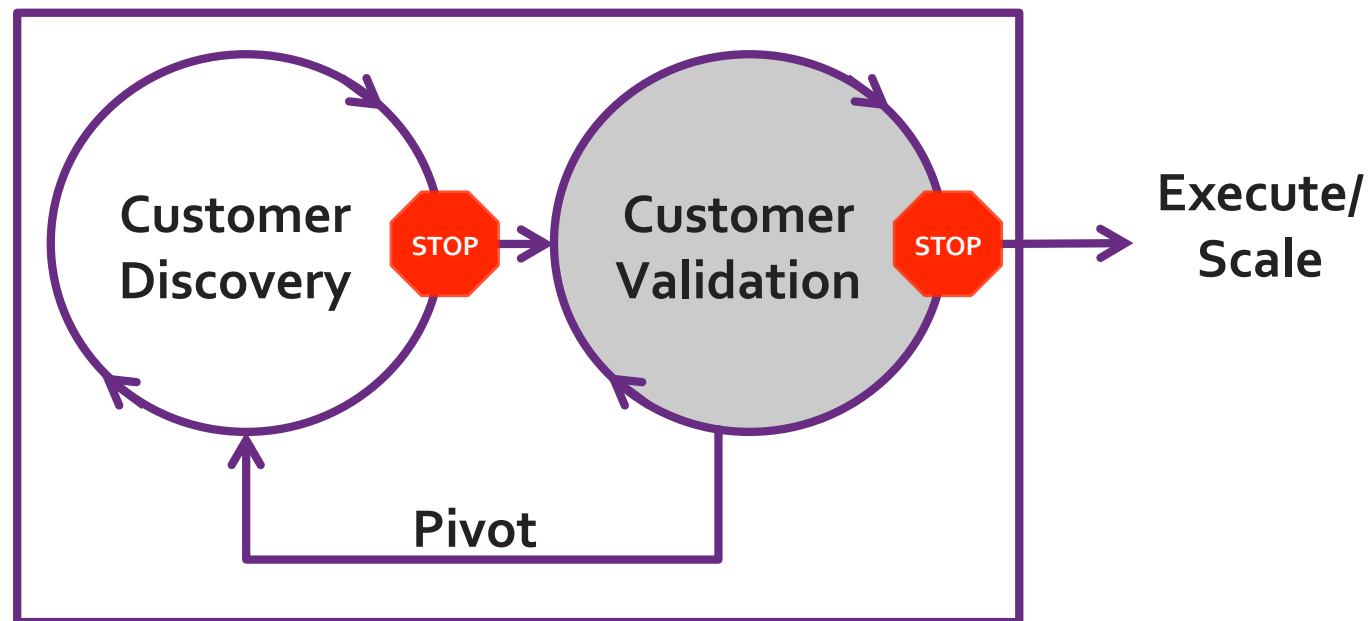 Customer
Discovery
STOP
Customer
Validation
STOP
Execute/
Scale
Pivot